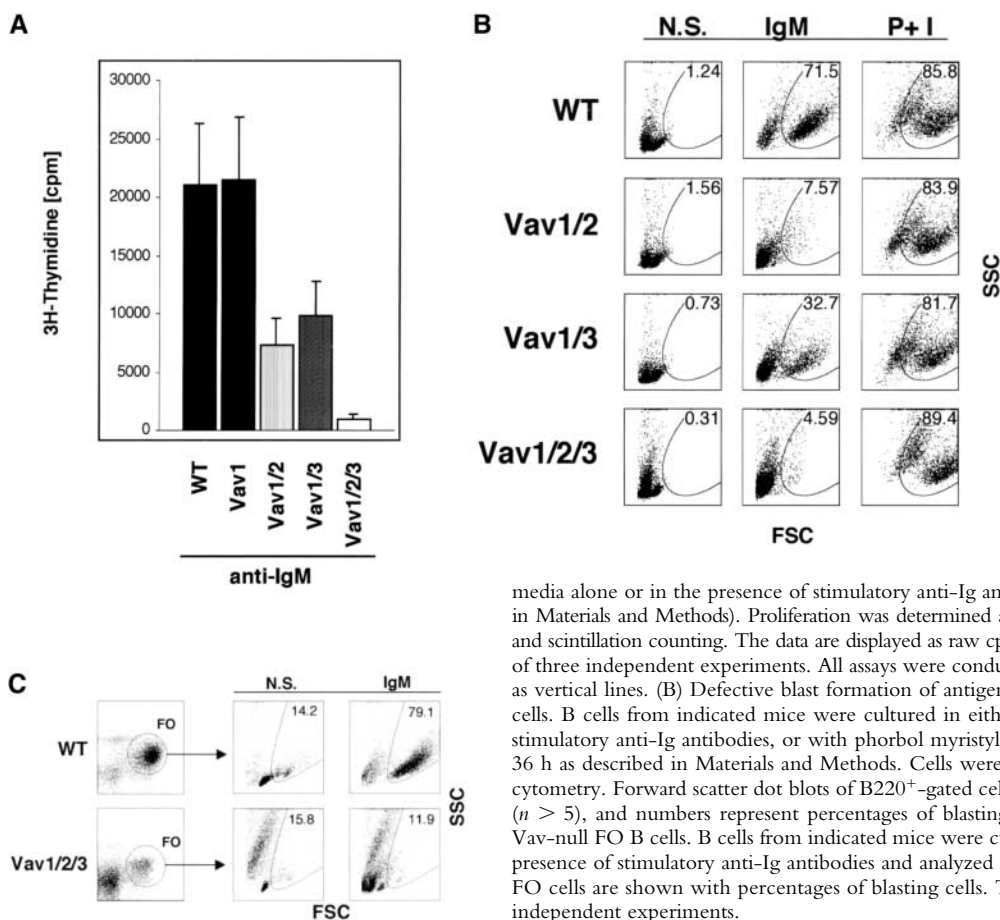 A
30000
25000
20000
15000
10000
5000
0
3H-Thymidine [cpm]
WT
Vav1
Vav1/2
Vav1/3
Vav1/2/3
anti-IgM
B
N.S. IgM P+ I
WT 1.24 71.5 85.8
Vav1/2 1.56 7.57 83.9
Vav1/3 0.73 32.7 81.7
Vav1/2/3 0.31 4.59 89.4
SSC
FSC
C
N.S. IgM
WT FO 14.2 79.1
Vav1/2/3 FO 15.8 11.9
SSC
FSC
media alone or in the presence of stimulatory anti–Ig an
in Materials and Methods). Proliferation was determined a
and scintillation counting. The data are displayed as raw cp
of three independent experiments. All assays were condu
as vertical lines. (B) Defective blast formation of antigen
cells. B cells from indicated mice were cultured in eith
stimulatory anti-Ig antibodies, or with phorbol myristyl
36 h as described in Materials and Methods. Cells were
cytometry. Forward scatter dot blots of B220⁺-gated cel
(n > 5), and numbers represent percentages of blasting
Vav-null FO B cells. B cells from indicated mice were cu
presence of stimulatory anti-Ig antibodies and analyzed
FO cells are shown with percentages of blasting cells. T
independent experiments.